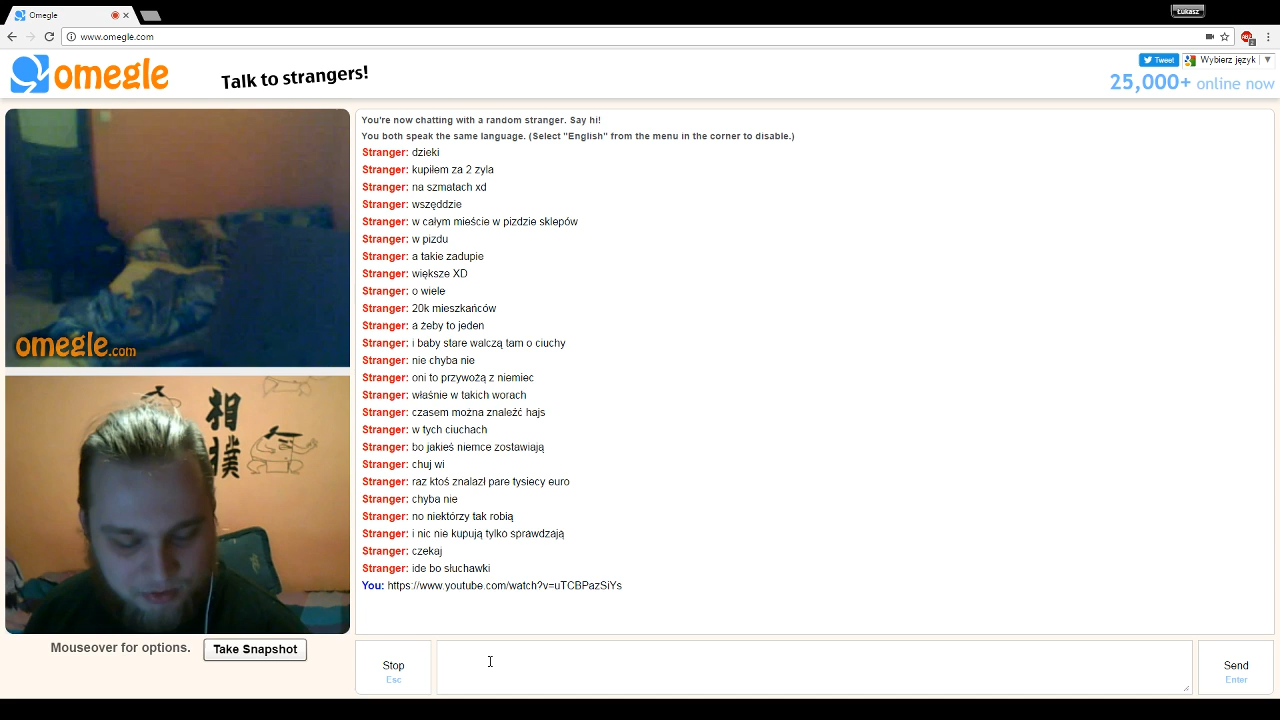 Omegle
Łukasz
www.omegle.com
omegle
Talk to strangers!
Tweet
Wybierz język
25,000+ online now
You're now chatting with a random stranger. Say hi!
You both speak the same language. (Select "English" from the menu in the corner to disable.)
Stranger: dzieki
Stranger: kupiłem za 2 zyla
Stranger: na szmatach xd
Stranger: wszęddzie
Stranger: w całym mieście w pizdzie sklepów
Stranger: w pizdu
Stranger: a takie zadupie
Stranger: większe XD
Stranger: o wiele
Stranger: 20k mieszkańców
Stranger: a żeby to jeden
Stranger: i baby stare walczą tam o ciuchy
Stranger: nie chyba nie
Stranger: oni to przywożą z niemiec
Stranger: właśnie w takich worach
Stranger: czasem można znaleźć hajs
Stranger: w tych ciuchach
Stranger: bo jakieś niemce zostawiają
Stranger: chuj wi
Stranger: raz ktoś znalazł pare tysiecy euro
Stranger: chyba nie
Stranger: no niektórzy tak robią
Stranger: i nic nie kupują tylko sprawdzają
Stranger: czekaj
Stranger: ide bo słuchawki
You: https://www.youtube.com/watch?v=uTCBPazSiYs
omegle.com
相撲
Mouseover for options.
Take Snapshot
Stop
Esc
Send
Enter